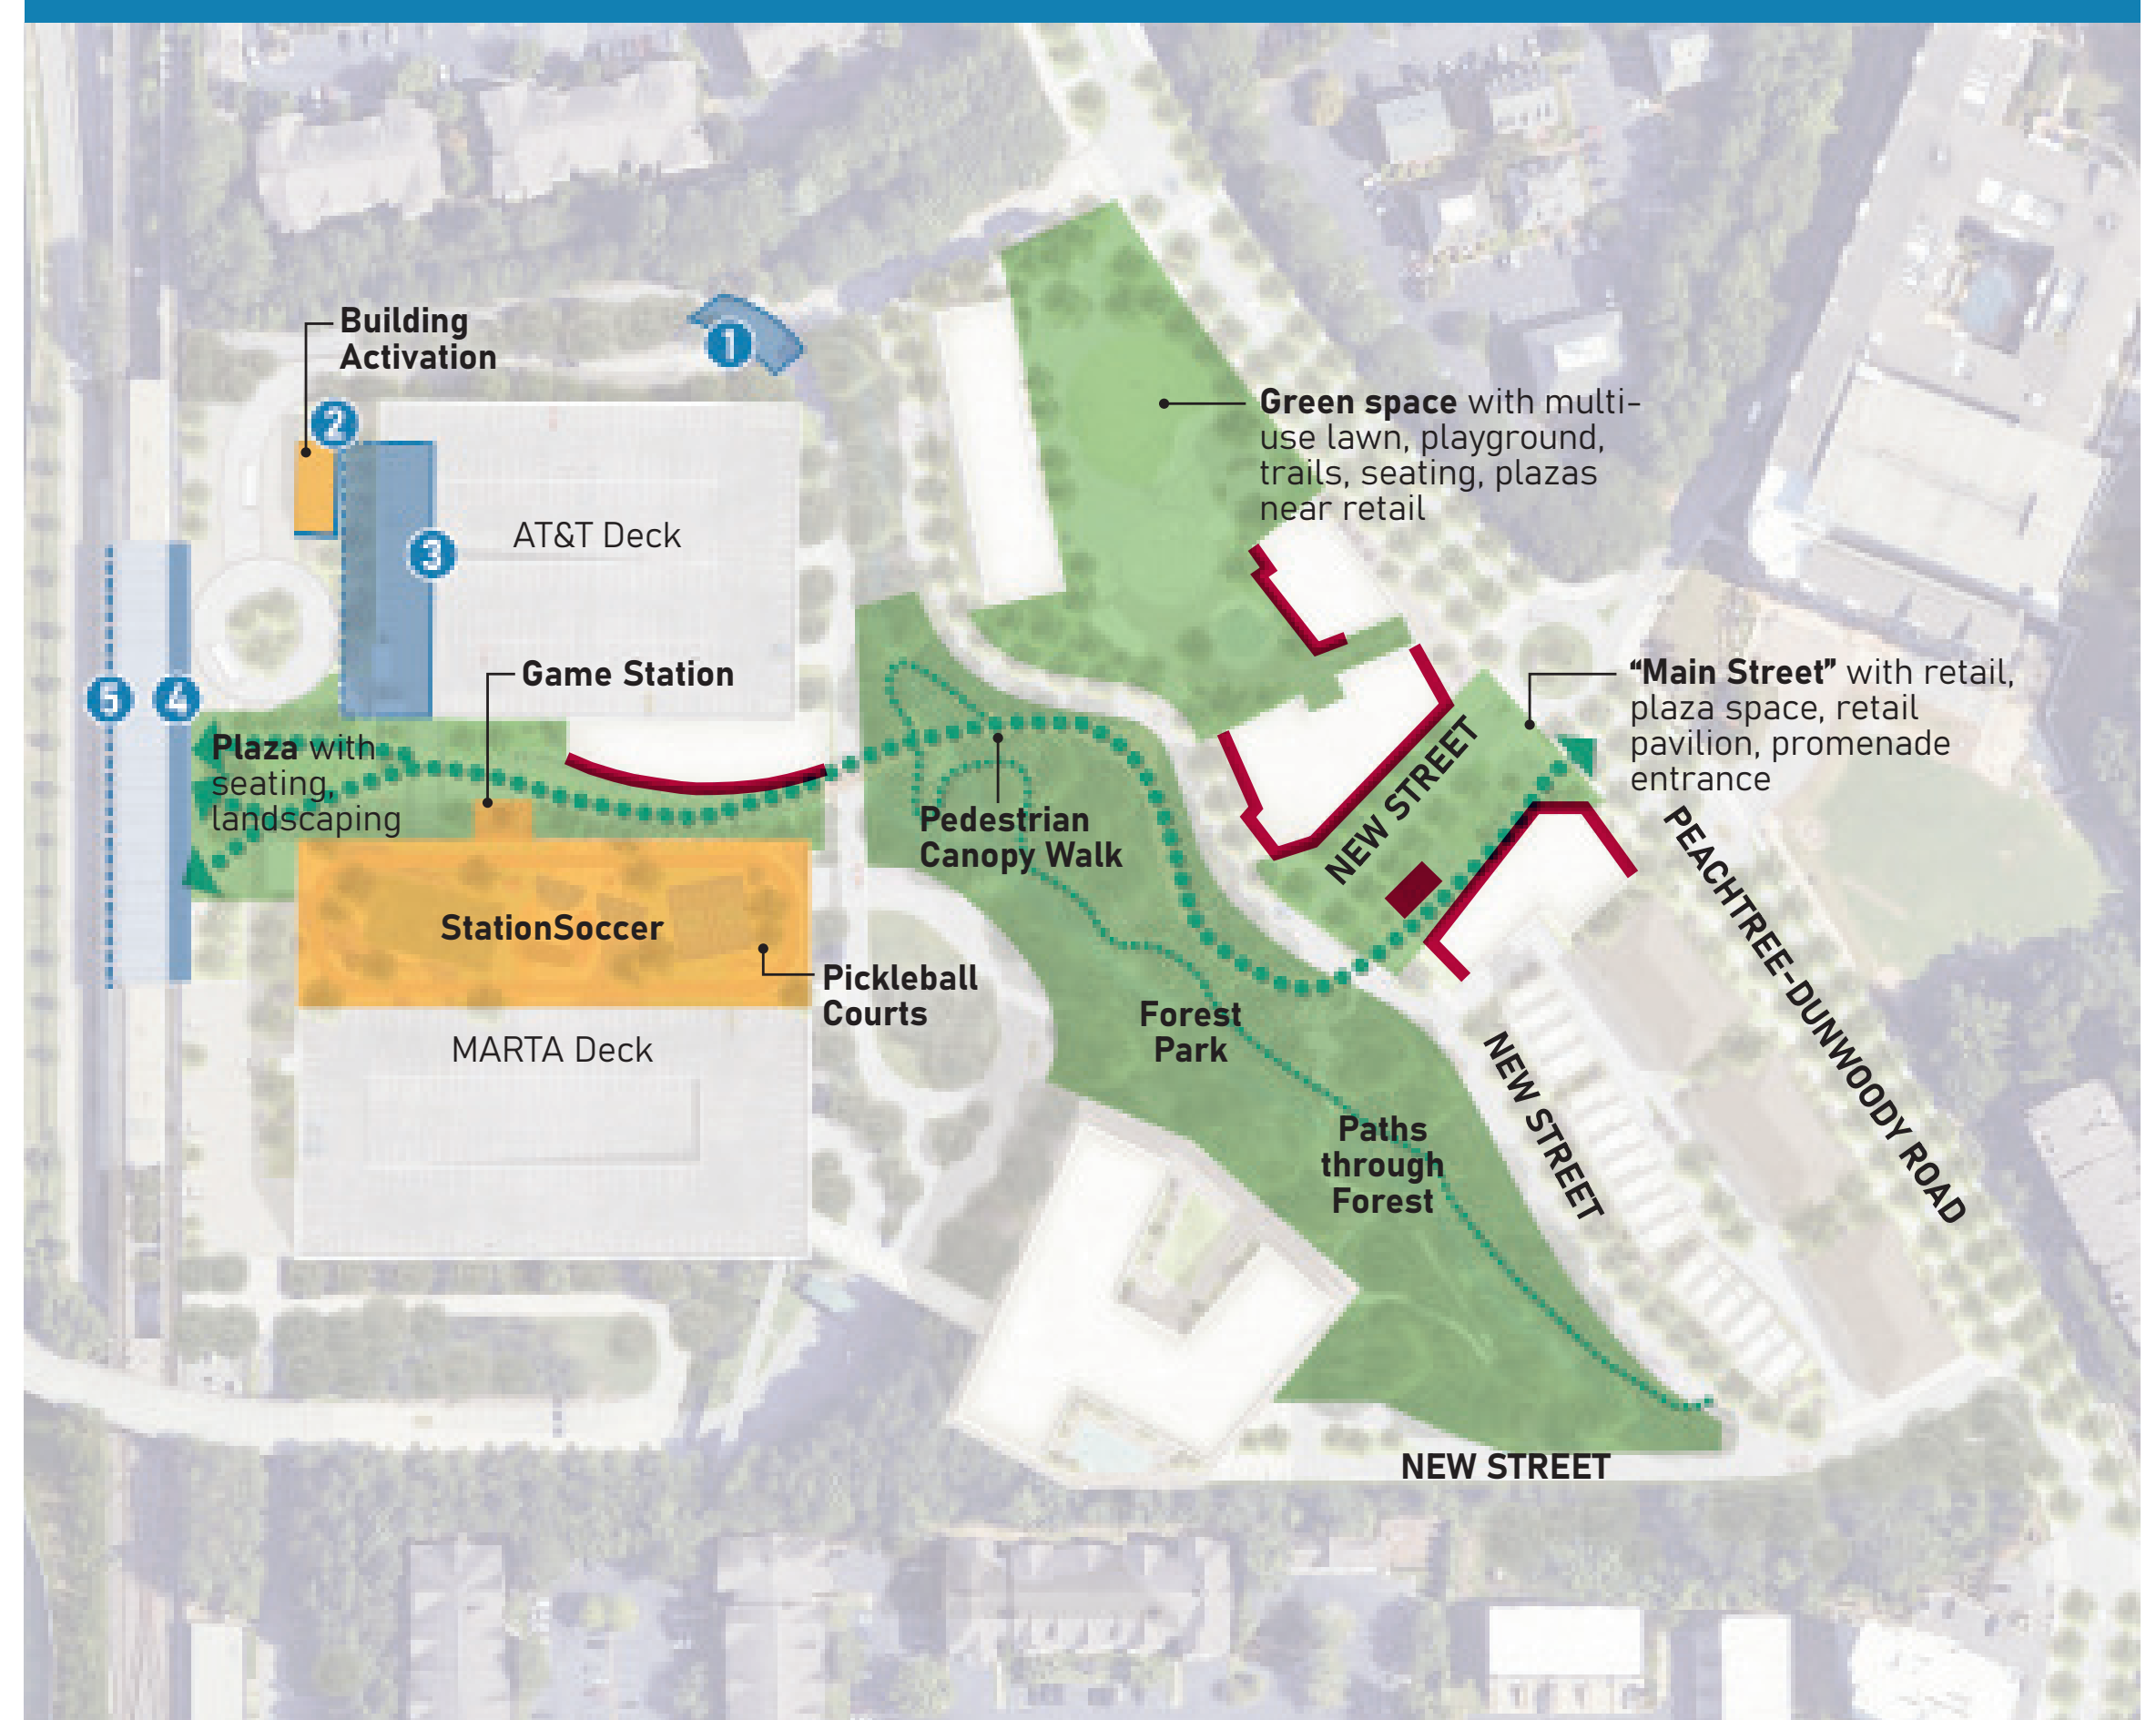 Building
Activation
1
2
3
AT&T Deck
Green space with multi-
use lawn, playground,
trails, seating, plazas
near retail
Game Station
5
4
"Main Street" with retail,
plaza space, retail
pavilion, promenade
entrance
Plaza with
seating,
landscaping
NEW STREET
Pedestrian
Canopy Walk
PEACHTREE-DUNWOODY ROAD
StationSoccer
Pickleball
Courts
MARTA Deck
Forest
Park
NEW STREET
Paths
through
Forest
NEW STREET